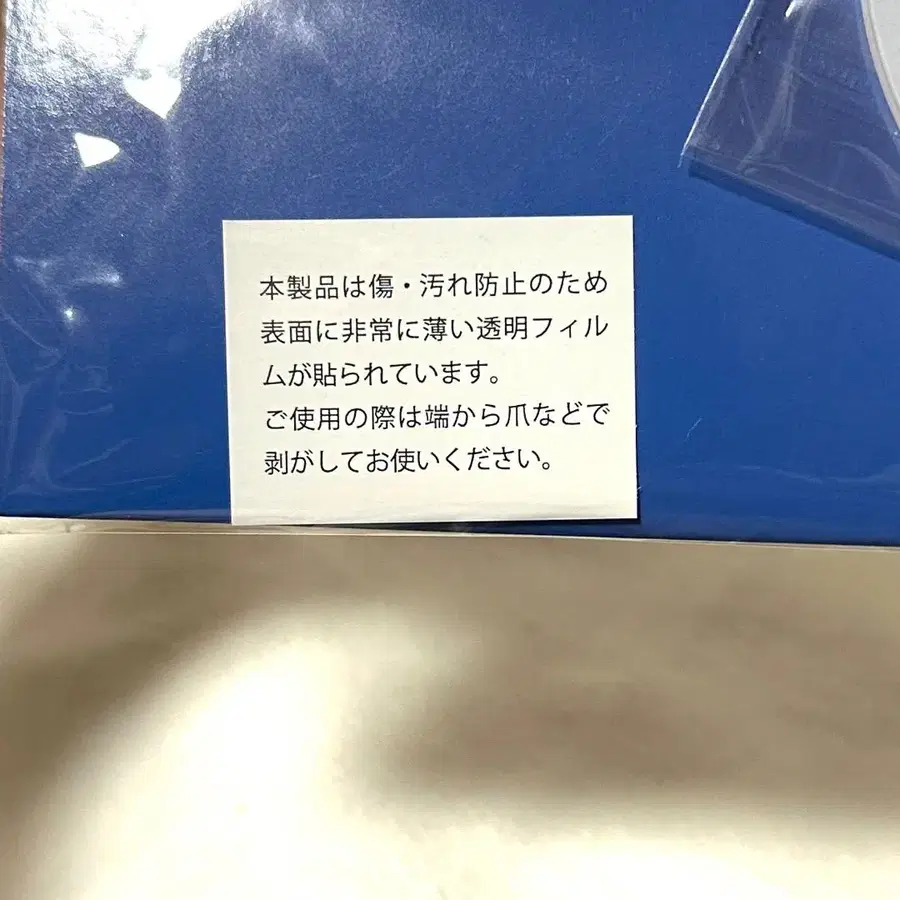 本製品は傷・汚れ防止のため
表面に非常に薄い透明フィル
ムが貼られています。
ご使用の際は端から爪などで
剥がしてお使いください。